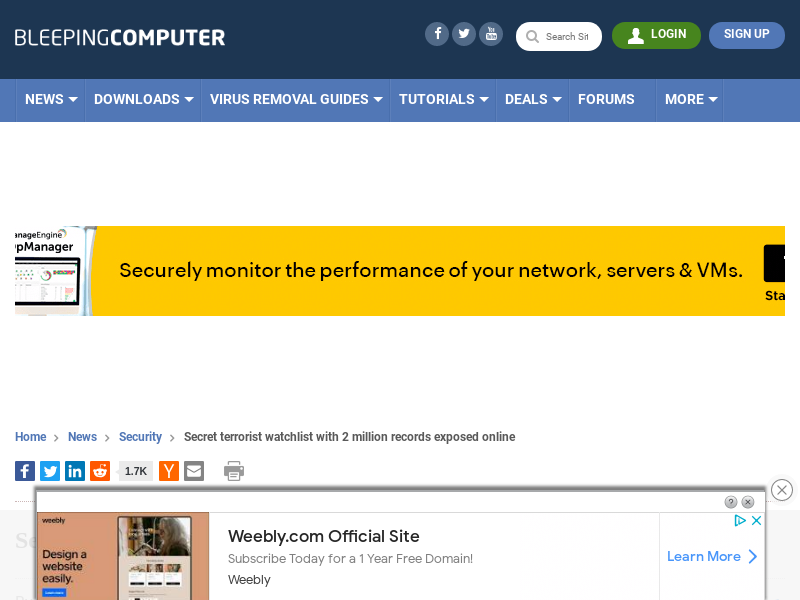 BLEEPINGCOMPUTER
Search Sit
LOGIN
SIGN UP
NEWS
DOWNLOADS
VIRUS REMOVAL GUIDES
TUTORIALS
DEALS
FORUMS
MORE
anageEngine
pManager
Securely monitor the performance of your network, servers & VMs.
Sta
Home > News > Security > Secret terrorist watchlist with 2 million records exposed online
1.7K
weebly
Design a
website
easily.
Weebly.com Official Site
Subscribe Today for a 1 Year Free Domain!
Weebly
Learn More